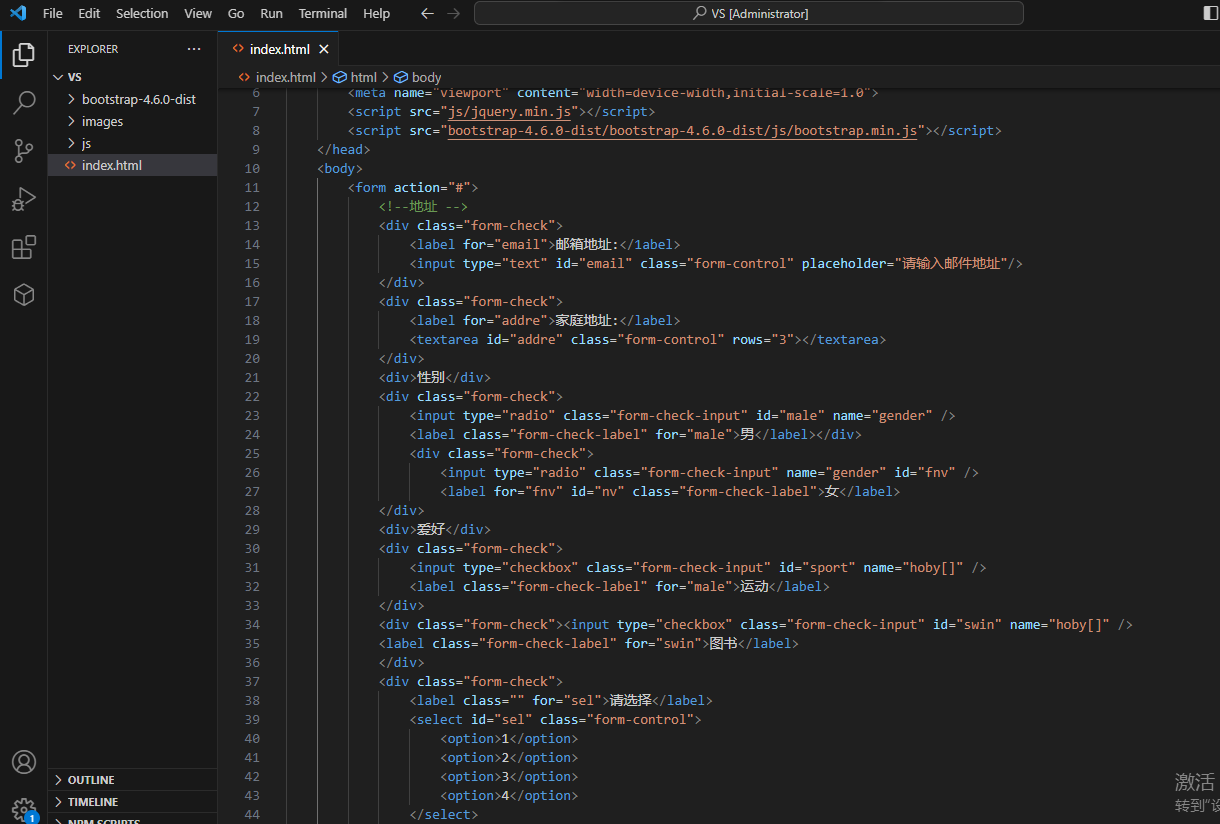 File Edit Selection View Go Run Terminal Help
VS [Administrator]
EXPLORER
VS
bootstrap-4.6.0-dist
images
js
index.html
OUTLINE
TIMELINE
NPM SCRIPTS
1
index.html
index.html > html > body
6 <meta name="viewport" content="width=device-width,initial-scale=1.0">
7 <script src="js/jquery.min.js"></script>
8 <script src="bootstrap-4.6.0-dist/bootstrap-4.6.0-dist/js/bootstrap.min.js"></script>
9 </head>
10 <body>
11 <form action="#">
12 <!--地址 -->
13 <div class="form-check">
14 <label for="email">邮箱地址:</1abel>
15 <input type="text" id="email" class="form-control" placeholder="请输入邮件地址"/>
16 </div>
17 <div class="form-check">
18 <label for="addre">家庭地址:</label>
19 <textarea id="addre" class="form-control" rows="3"></textarea>
20 </div>
21 <div>性别</div>
22 <div class="form-check">
23 <input type="radio" class="form-check-input" id="male" name="gender" />
24 <label class="form-check-label" for="male">男</label></div>
25 <div class="form-check">
26 <input type="radio" class="form-check-input" name="gender" id="fnv" />
27 <label for="fnv" id="nv" class="form-check-label">女</label>
28 </div>
29 <div>爱好</div>
30 <div class="form-check">
31 <input type="checkbox" class="form-check-input" id="sport" name="hoby[]" />
32 <label class="form-check-label" for="male">运动</label>
33 </div>
34 <div class="form-check"><input type="checkbox" class="form-check-input" id="swin" name="hoby[]" />
35 <label class="form-check-label" for="swin">图书</label>
36 </div>
37 <div class="form-check">
38 <label class="" for="sel">请选择</label>
39 <select id="sel" class="form-control">
40 <option>1</option>
41 <option>2</option>
42 <option>3</option>
43 <option>4</option>
44 </select>
激活
转到"设